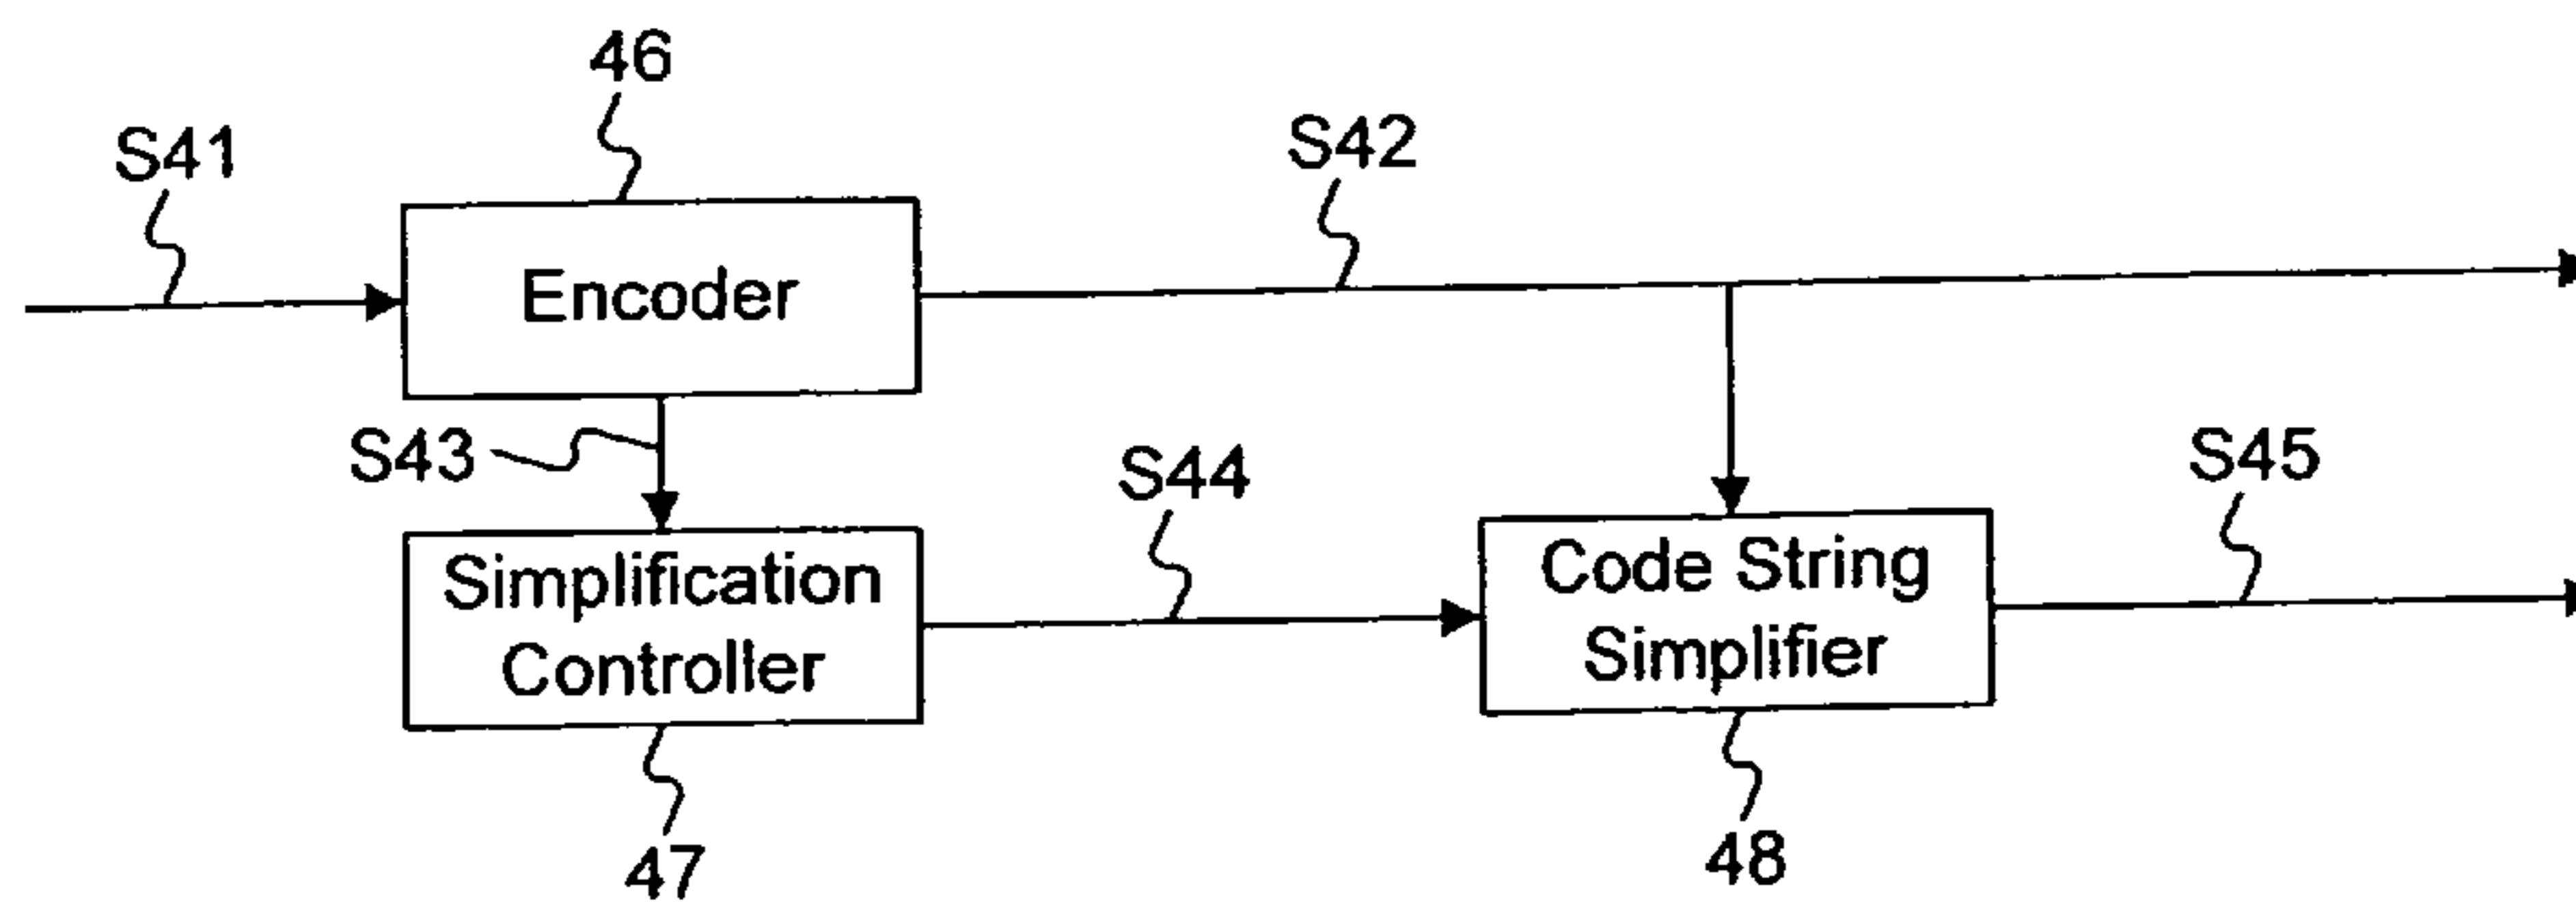 46
S41
S42
Encoder
S43
S44
S45
Simplification
Controller
Code String
Simplifier
47
48